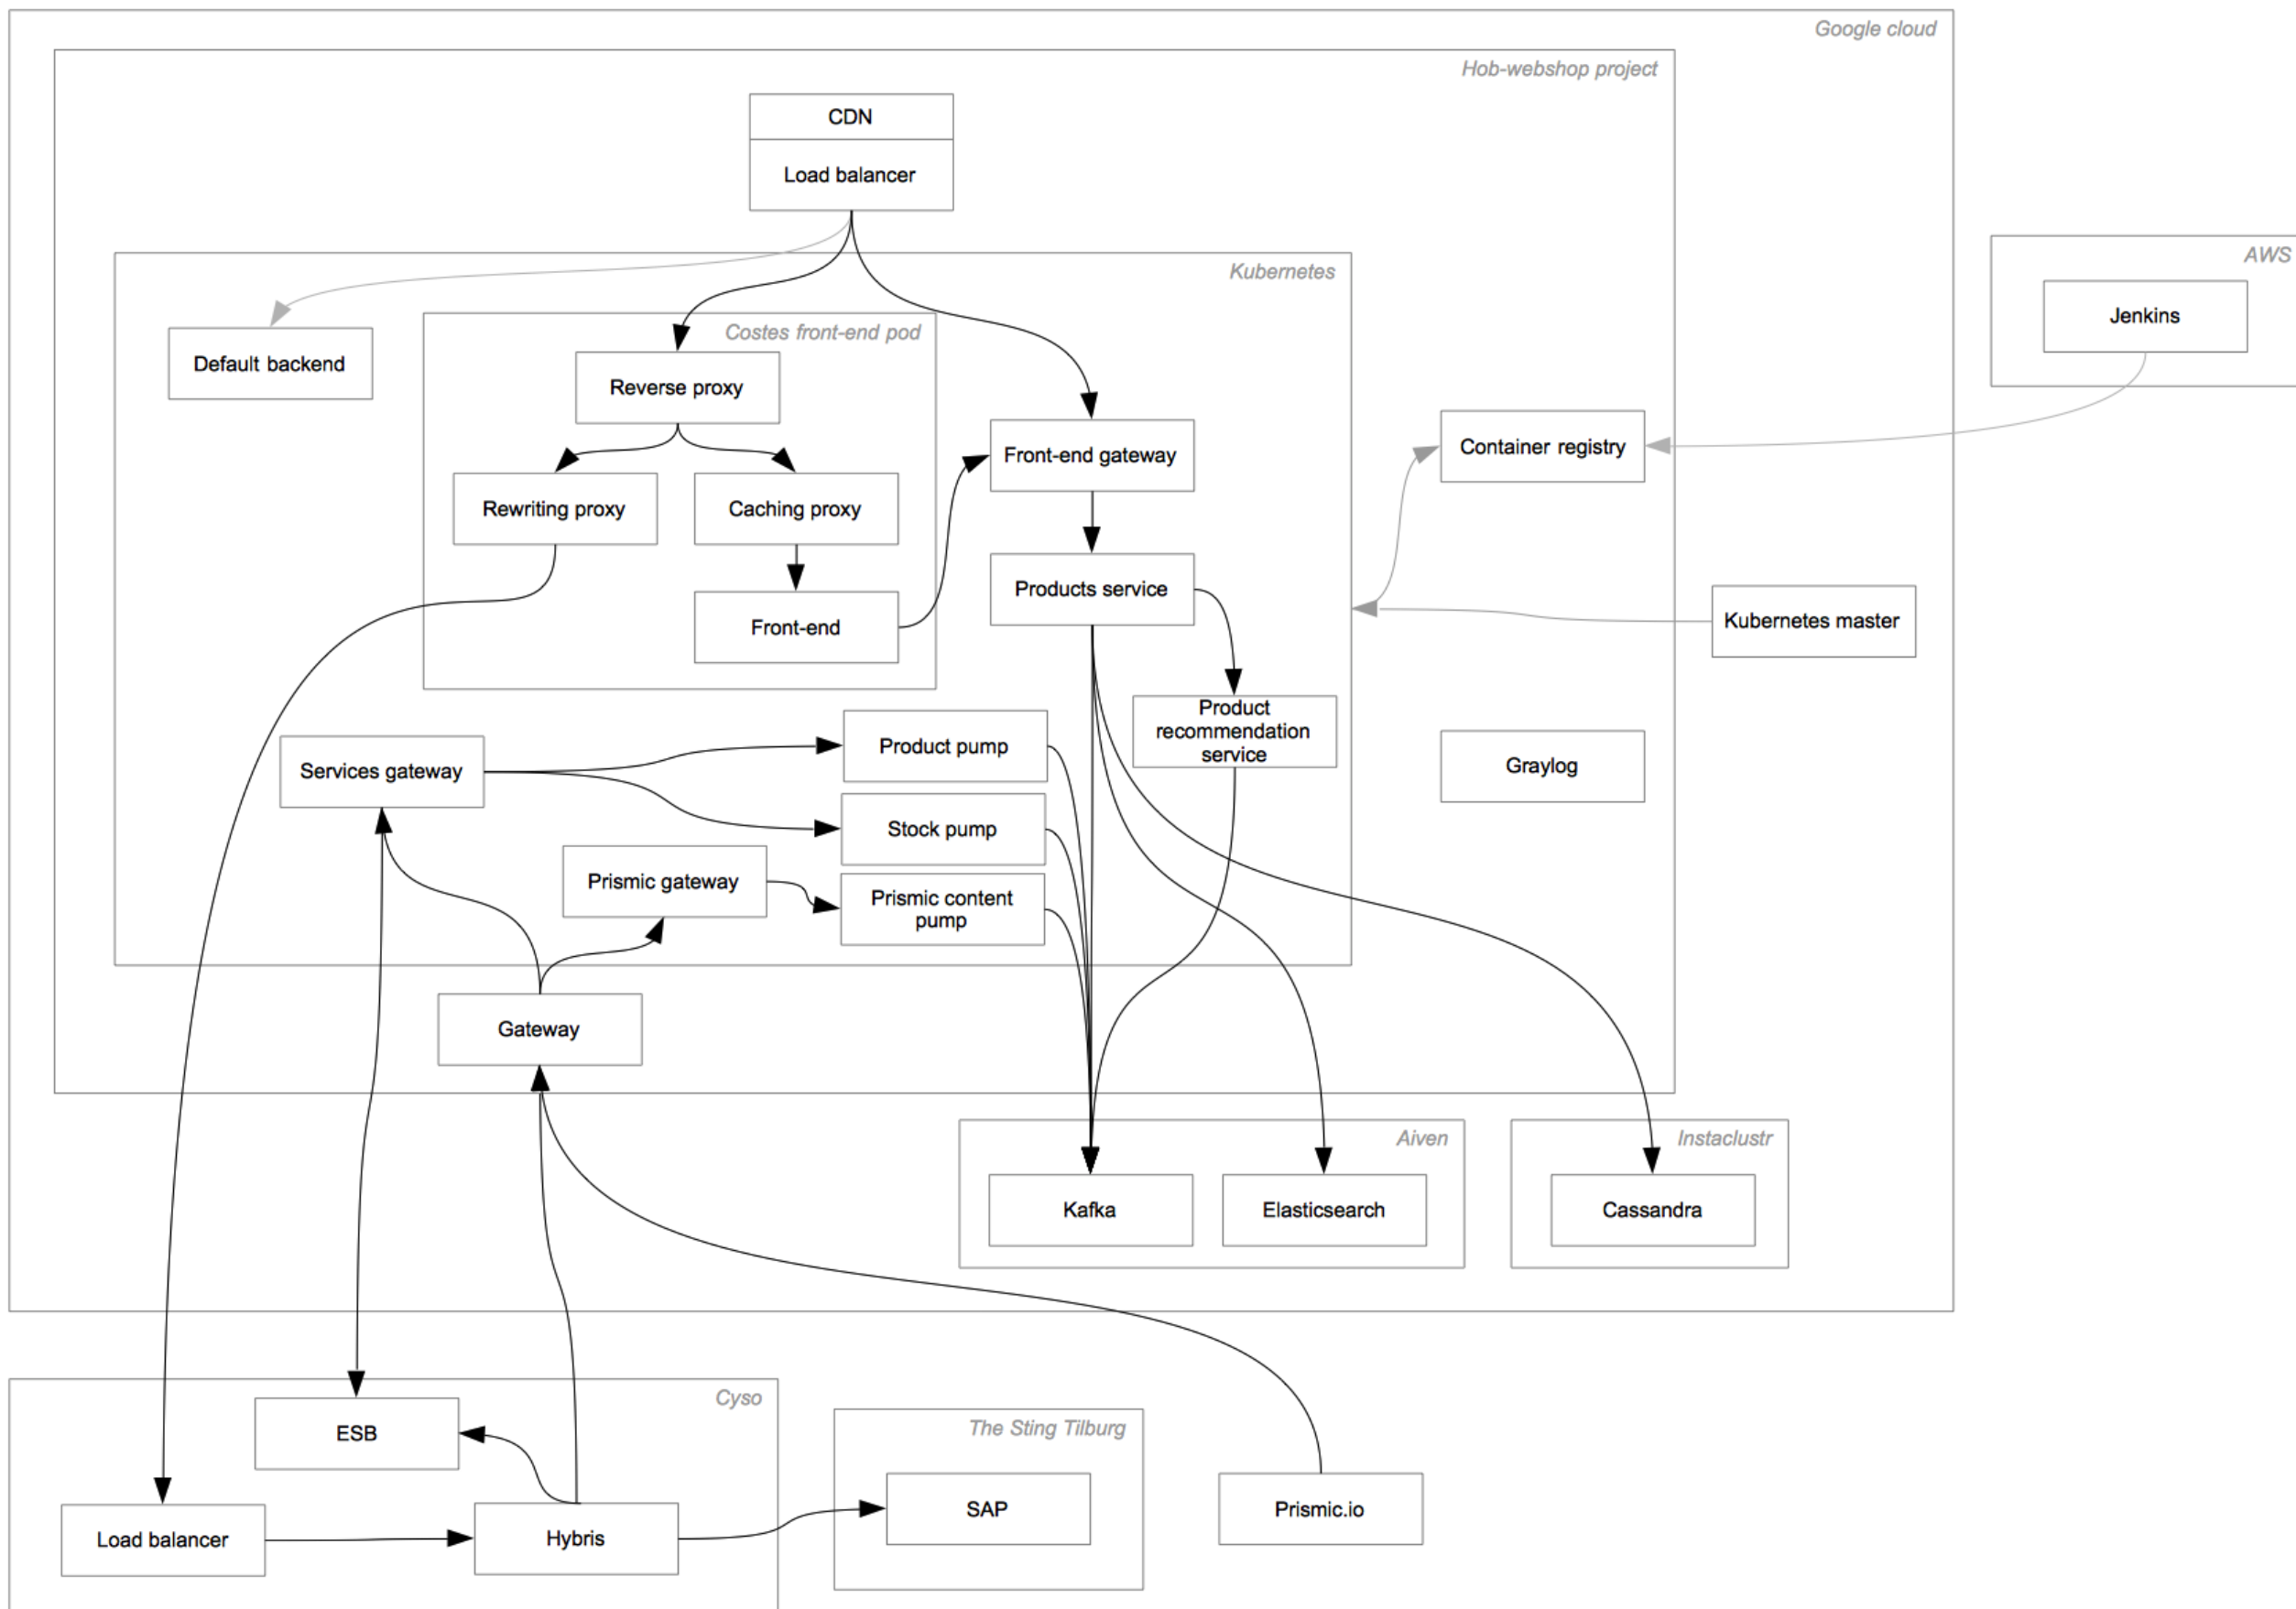 Google cloud
Hob-webshop project
CDN
Load balancer
AWS
Kubernetes
Jenkins
Costes front-end pod
Default backend
Reverse proxy
Container registry
Front-end gateway
Rewriting proxy
Caching proxy
Products service
Kubernetes master
Front-end
Product
recommendation
service
Product pump
Graylog
Services gateway
Stock pump
Prismic gateway
Prismic content
pump
Gateway
Aiven
Instaclustr
Kafka
Elasticsearch
Cassandra
Cyso
The Sting Tilburg
ESB
SAP
Prismic.io
Load balancer
Hybris